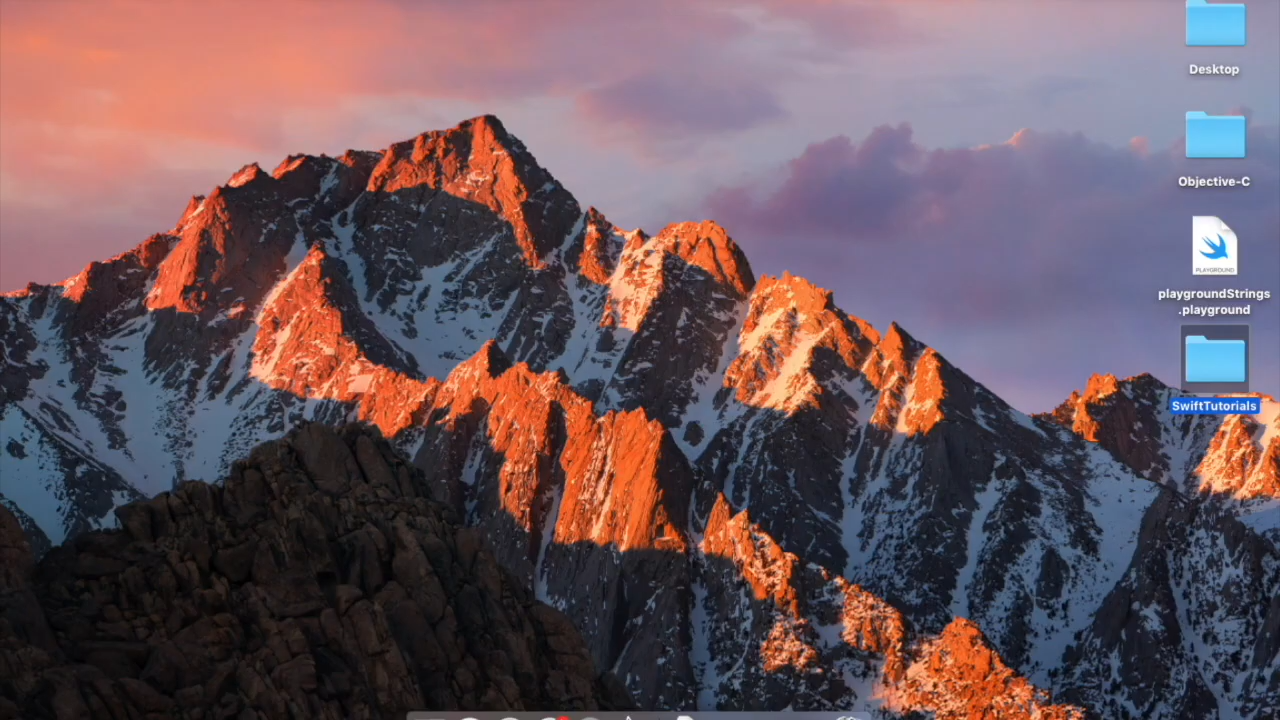 Desktop
Objective-C
PLAYGROUND
playgroundStrings
.playground
SwiftTutorials